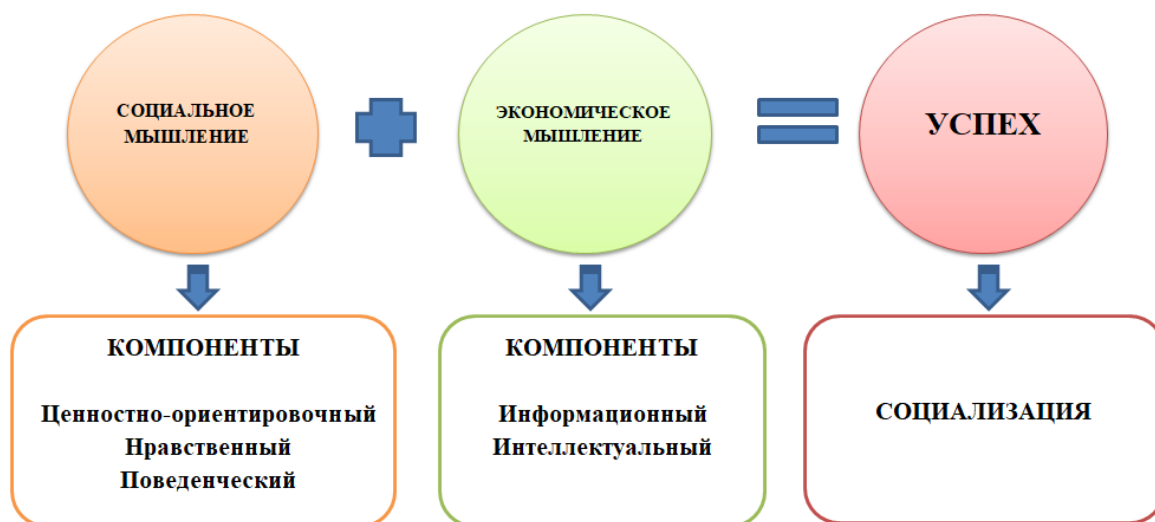 СОЦИАЛЬНОЕ
МЫШЛЕНИЕ
ЭКОНОМИЧЕСКОЕ
МЫШЛЕНИЕ
УСПЕХ
КОМПОНЕНТЫ
Ценностно-ориентировочный
Нравственный
Поведенческий
КОМПОНЕНТЫ
Информационный
Интеллектуальный
СОЦИАЛИЗАЦИЯ